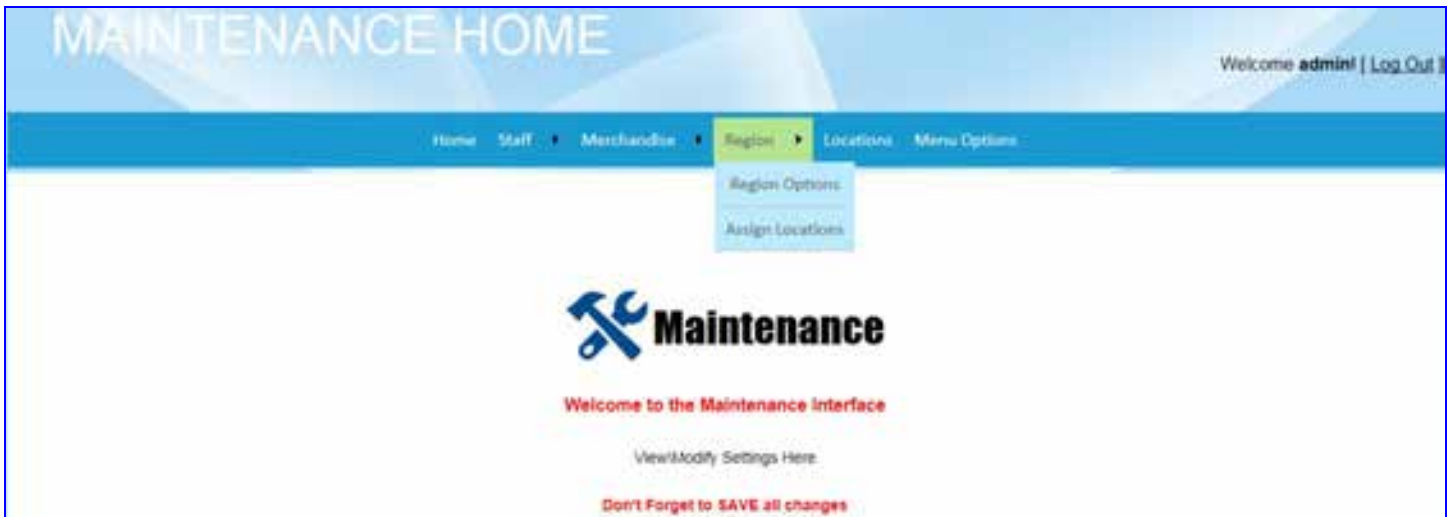 MAINTENANCE HOME
Welcome admin! [ Log Out ]
Home Staff Merchandise Region Locations Menu Options
Region Options
Assign Locations
Maintenance
Welcome to the Maintenance Interface
View\Modify Settings Here
Don't Forget to SAVE all changes